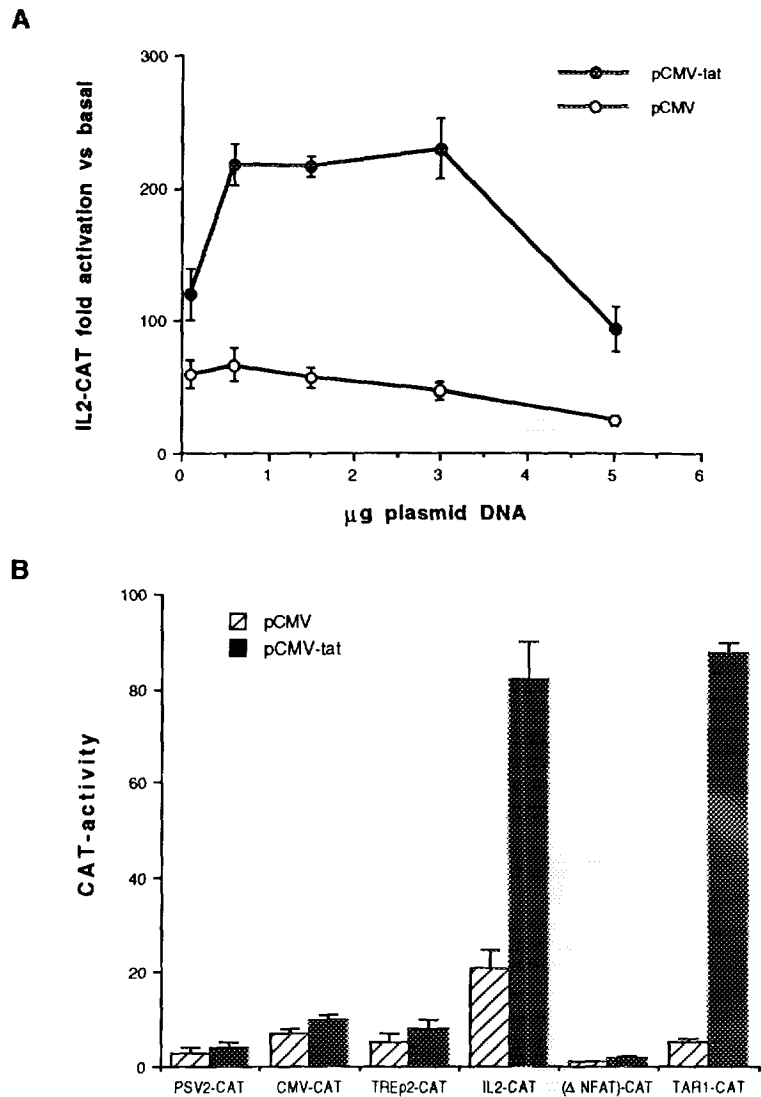 A
IL2-CAT fold activation vs basal
300
200
100
0
pCMV-tat
pCMV
0 1 2 3 4 5 6
µg plasmid DNA
B
CAT-activity
100
80
60
40
20
0
pCMV
pCMV-tat
PSV2-CAT CMV-CAT TREp2-CAT IL2-CAT (Δ NFAT)-CAT TAR1-CAT